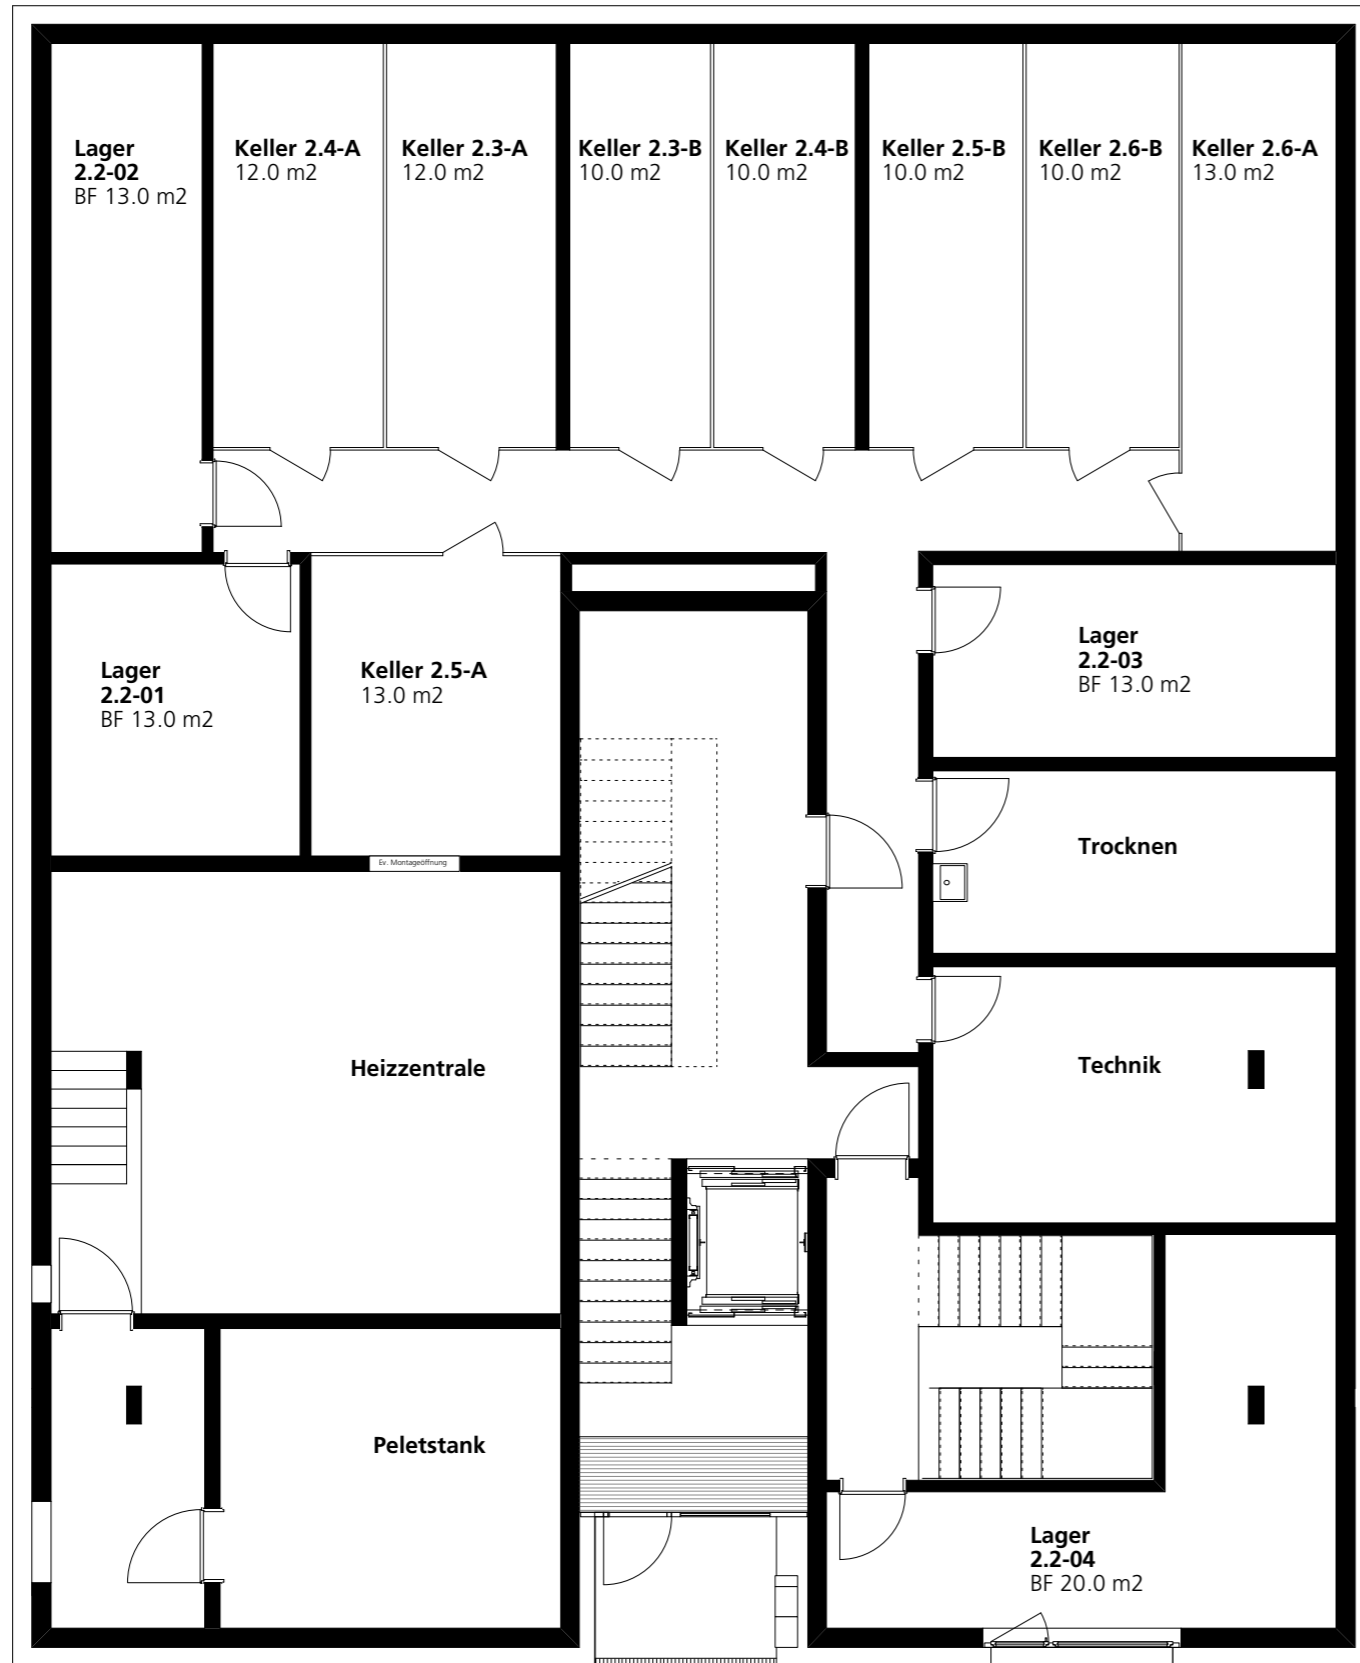 Lager
2.2-02
BF 13.0 m2
Keller 2.4-A
12.0 m2
Keller 2.3-A
12.0 m2
Keller 2.3-B
10.0 m2
Keller 2.4-B
10.0 m2
Keller 2.5-B
10.0 m2
Keller 2.6-B
10.0 m2
Keller 2.6-A
13.0 m2
Lager
2.2-01
BF 13.0 m2
Keller 2.5-A
13.0 m2
Lager
2.2-03
BF 13.0 m2
Trocknen
Ev. Montageöffnung
Heizzentrale
Technik
Peletstank
Lager
2.2-04
BF 20.0 m2